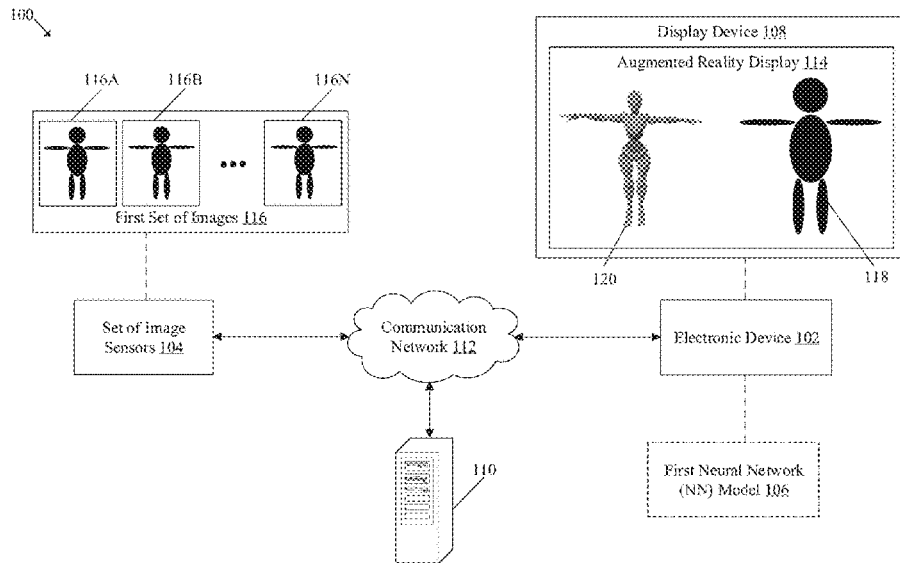 100
116A
116B
116N
First Set of Images 116
Display Device 108
Augmented Reality Display 114
120
118
Set of Image
Sensors 104
Communication
Network 112
Electronic Device 102
110
First Neural Network
(NN) Model 106